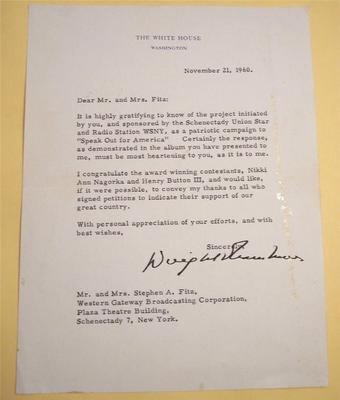 THE WHITE HOUSE
WASHINGTON
November 21, 1960.
Dear Mr. and Mrs. Fitz:
It is highly gratifying to know of the project initiated
by you, and sponsored by the Schenectady Union Star
and Radio Station WSNY, as a patriotic campaign to
"Speak Out for America" Certainly the response,
as demonstrated in the album you have presented to
me, must be most heartening to you, as it is to me.
I congratulate the award winning contestants, Nikki
Ann Nagorka and Henry Button III, and would like,
if it were possible, to convey my thanks to all who
signed petitions to indicate their support of our
great country.
With personal appreciation of your efforts, and with
best wishes,
Sincerely,
Dwight Eisenhower
Mr. and Mrs. Stephen A. Fitz,
Western Gateway Broadcasting Corporation,
Plaza Theatre Building,
Schenectady 7, New York.